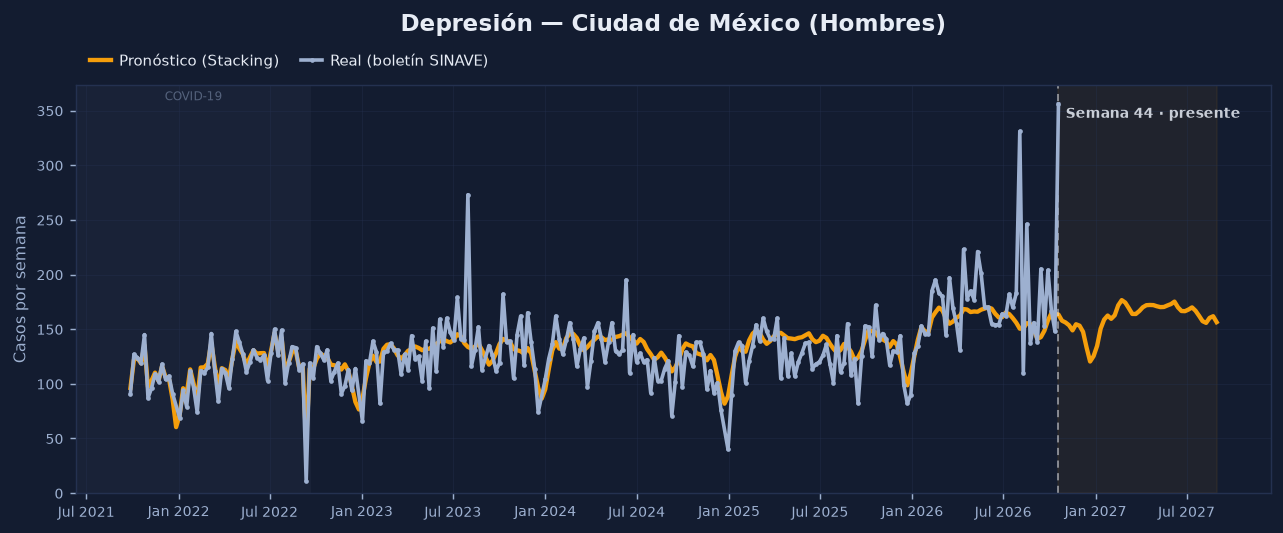 Depresión — Ciudad de México (Hombres)
Pronóstico (Stacking)
Real (boletín SINAVE)
COVID-19
Semana 44 · presente
Casos por semana
350
300
250
200
150
100
50
0
Jul 2021
Jan 2022
Jul 2022
Jan 2023
Jul 2023
Jan 2024
Jul 2024
Jan 2025
Jul 2025
Jan 2026
Jul 2026
Jan 2027
Jul 2027